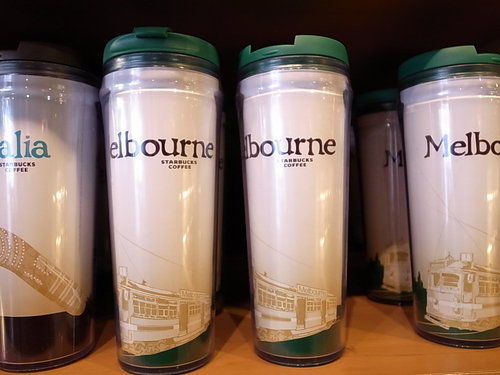 alia
STARBUCKS
COFFEE
elbourne
STARBUCKS
COFFEE
lbourne
STARBUCKS
COFFEE
M
Melbo